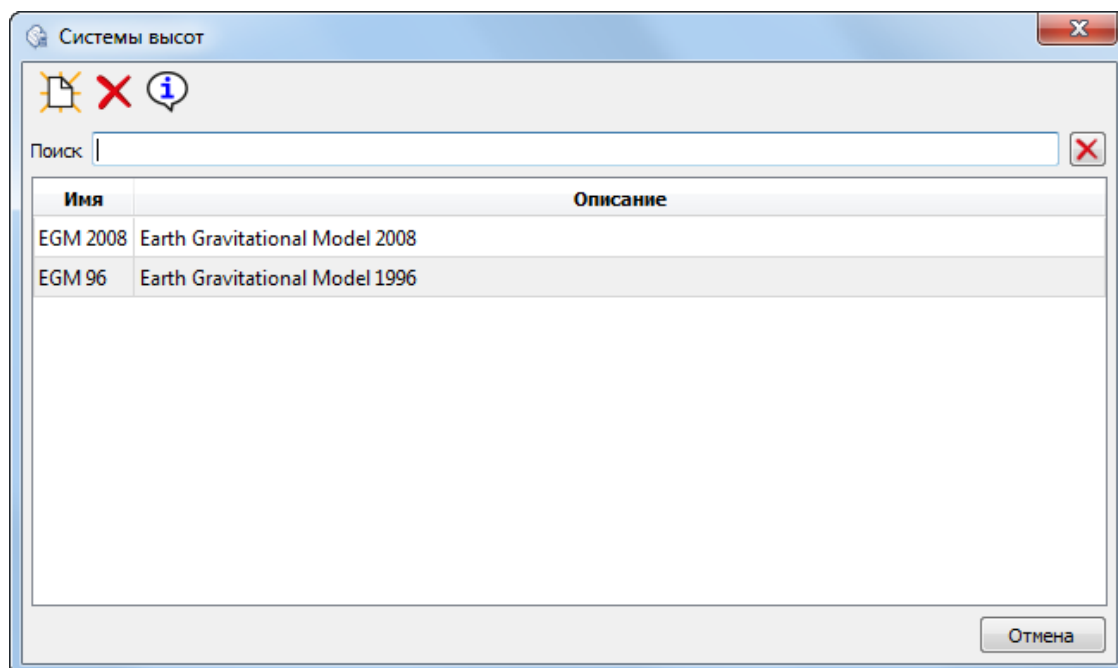 Системы высот
Поиск
Имя Описание
EGM 2008 Earth Gravitational Model 2008
EGM 96 Earth Gravitational Model 1996
Отмена